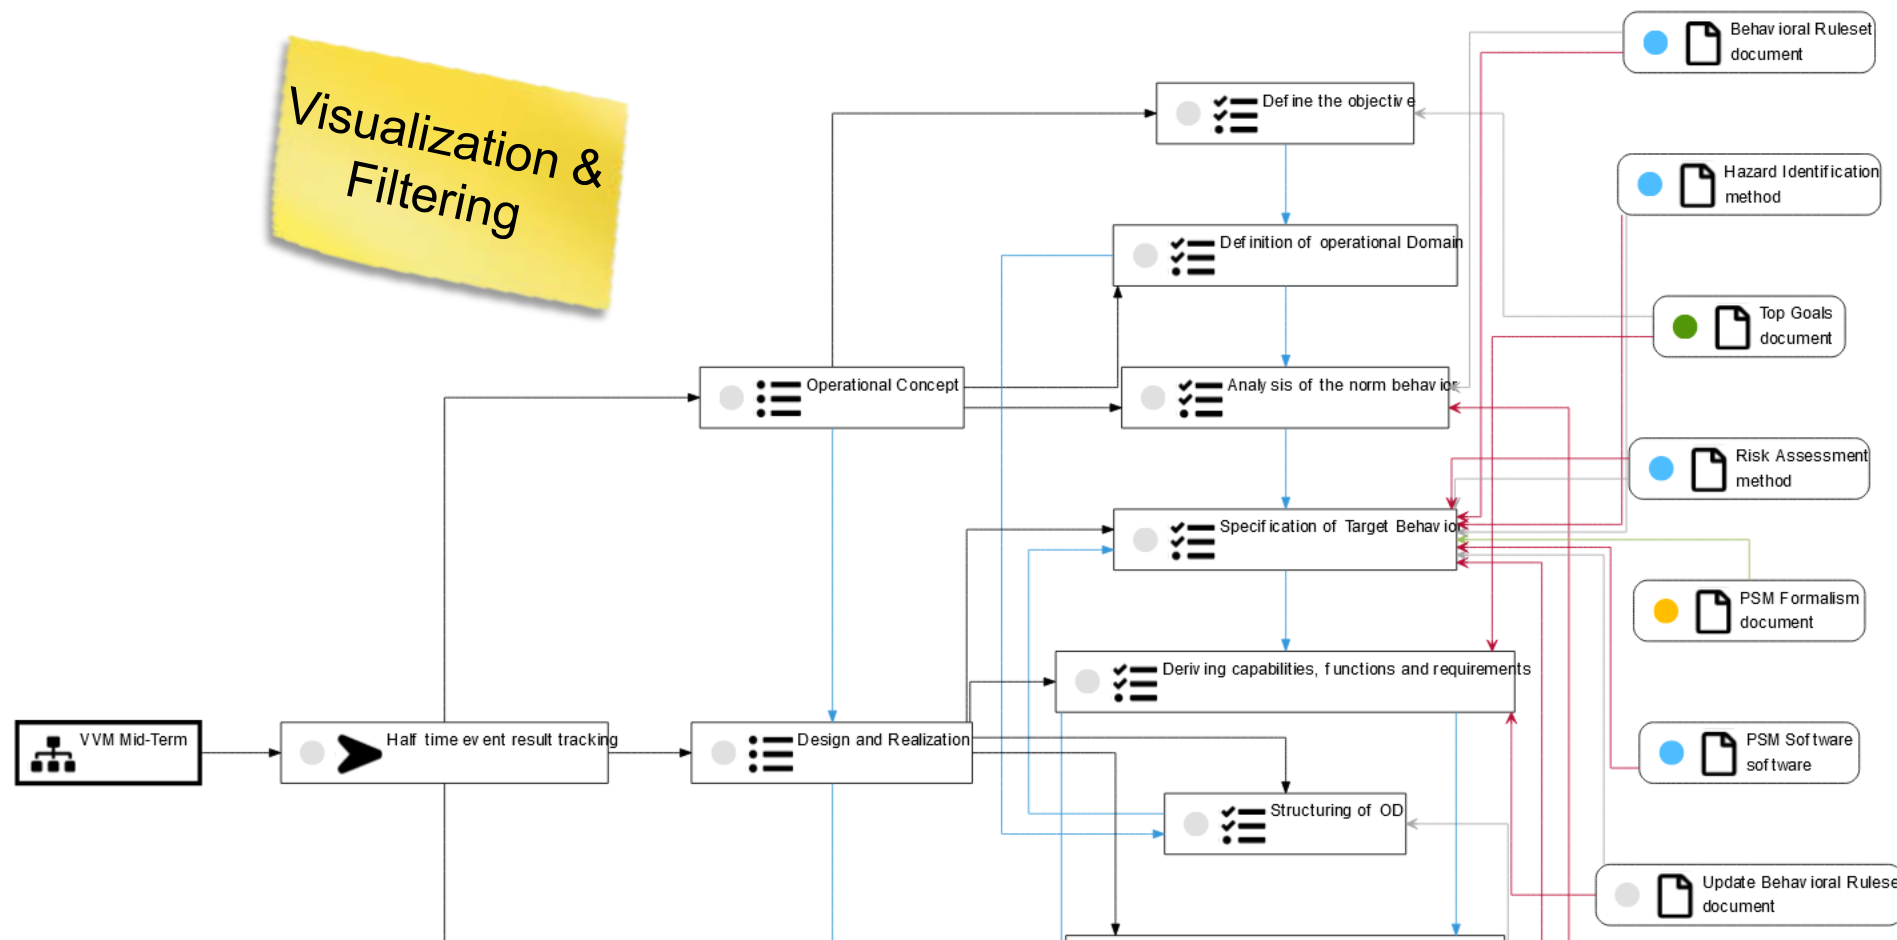 Visualization &
Filtering
Behavioral Ruleset
document
Define the objective
Hazard Identification
method
Definition of operational Domain
Top Goals
document
Operational Concept
Analysis of the norm behavior
Risk Assessment
method
Specification of Target Behavior
PSM Formalism
document
Deriving capabilities, functions and requirements
VVM Mid-Term
Half time event result tracking
Design and Realization
PSM Software
software
Structuring of OD
Update Behavioral Rulese
document